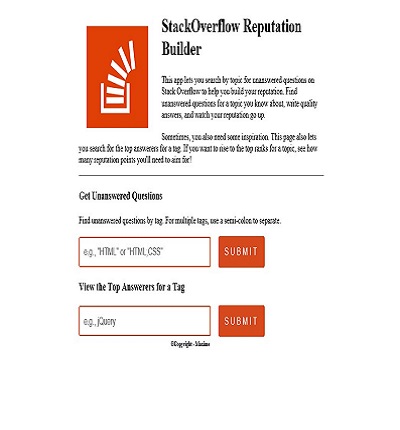 StackOverflow Reputation
Builder
This app lets you search by topic for unanswered questions on
Stack Overflow to help you build your reputation. Find
unanswered questions for a topic you know about, write quality
answers, and watch your reputation go up.
Sometimes, you also need some inspiration. This page also lets
you search for the top answerers for a tag. If you want to rise to the top ranks for a topic, see how
many reputation points you'll need to aim for!
Get Unanswered Questions
Find unanswered questions by tag. For multiple tags, use a semi-colon to separate.
e.g., "HTML" or "HTML;CSS"
SUBMIT
View the Top Answerers for a Tag
e.g., jQuery
SUBMIT
©Copyright -